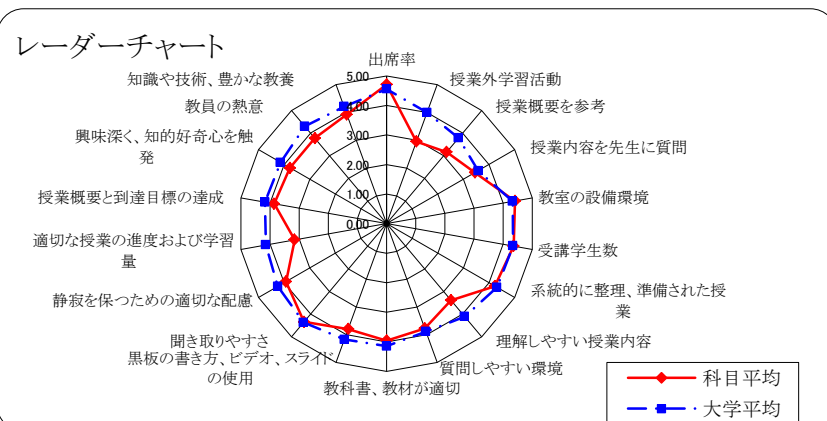 レーダーチャート
出席率
授業外学習活動
授業概要を参考
授業内容を先生に質問
教室の設備環境
受講学生数
系統的に整理、準備された授
業
理解しやすい授業内容
質問しやすい環境
教科書、教材が適切
黒板の書き方、ビデオ、スライド
の使用
聞き取りやすさ
静寂を保つための適切な配慮
適切な授業の進度および学習
量
授業概要と到達目標の達成
興味深く、知的好奇心を触
発
教員の熱意
知識や技術、豊かな教養
5.00
4.00
3.00
2.00
1.00
0.00
科目平均
大学平均